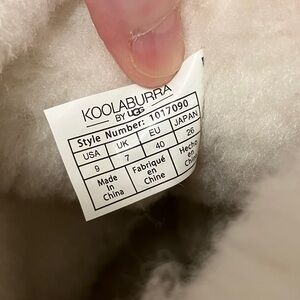 KOOLABURRA
BY UGG
Style Number: 1017090
USA UK EU JAPAN
9 7 40 26
Made in China Fabriqué en Chine Hecho en